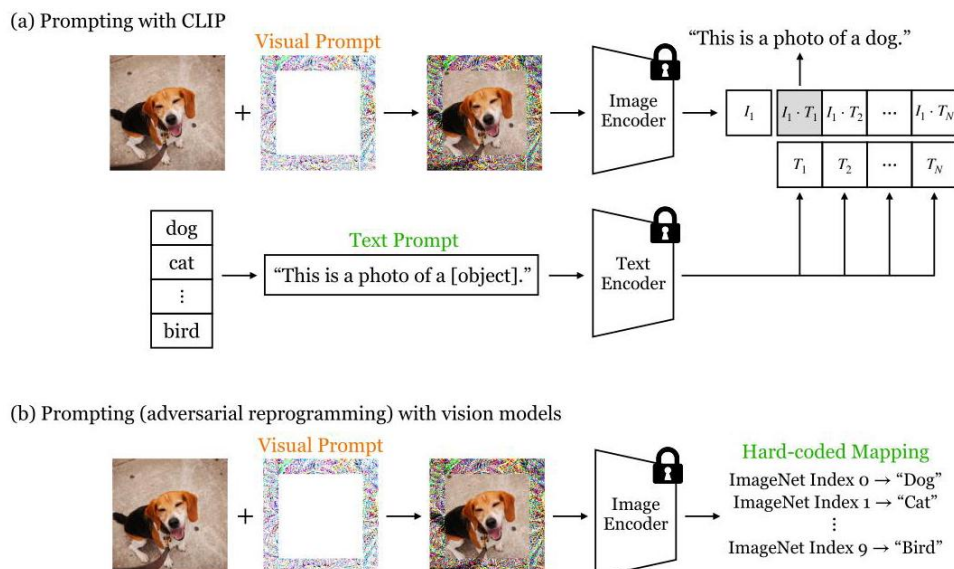 (a) Prompting with CLIP
Visual Prompt
+
Image
Encoder
“This is a photo of a dog.”
I₁
I₁ · T₁
I₁ · T₂
···
I₁ · T_N
T₁
T₂
···
T_N
dog
cat
⋮
bird
Text Prompt
“This is a photo of a [object].”
Text
Encoder
(b) Prompting (adversarial reprogramming) with vision models
Visual Prompt
+
Image
Encoder
Hard-coded Mapping
ImageNet Index 0 → “Dog”
ImageNet Index 1 → “Cat”
⋮
ImageNet Index 9 → “Bird”